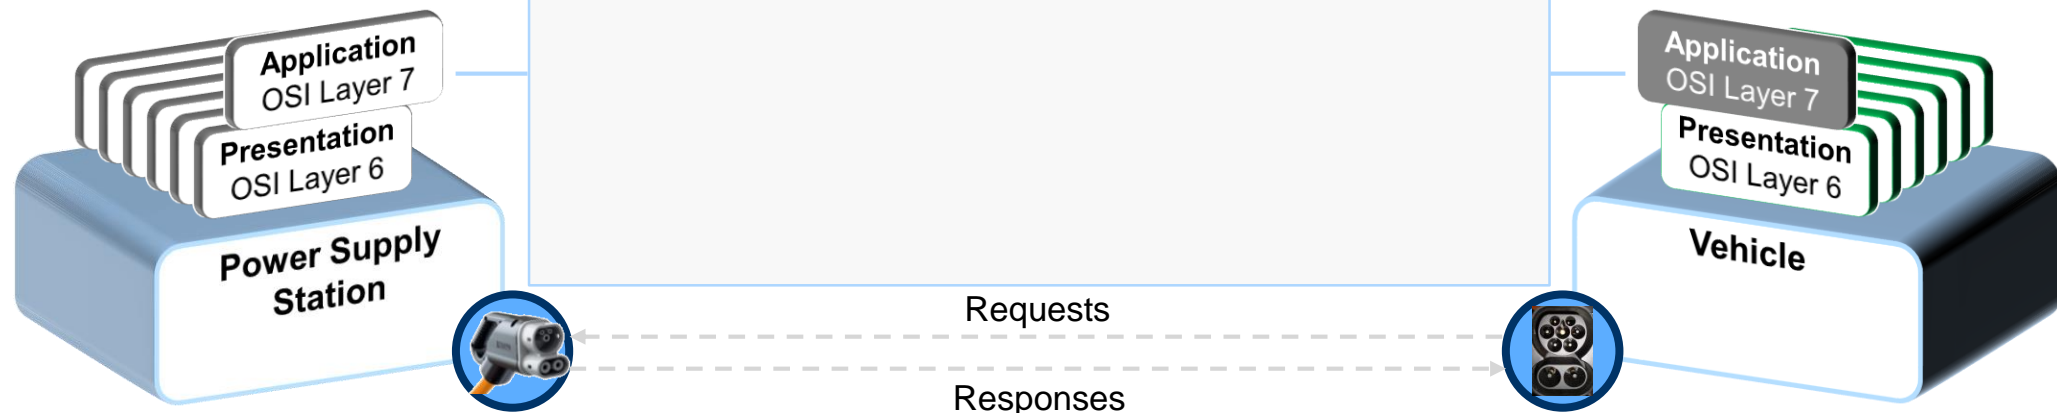 Application
OSI Layer 7
Presentation
OSI Layer 6
Power Supply
Station
Requests
Responses
Application
OSI Layer 7
Presentation
OSI Layer 6
Vehicle